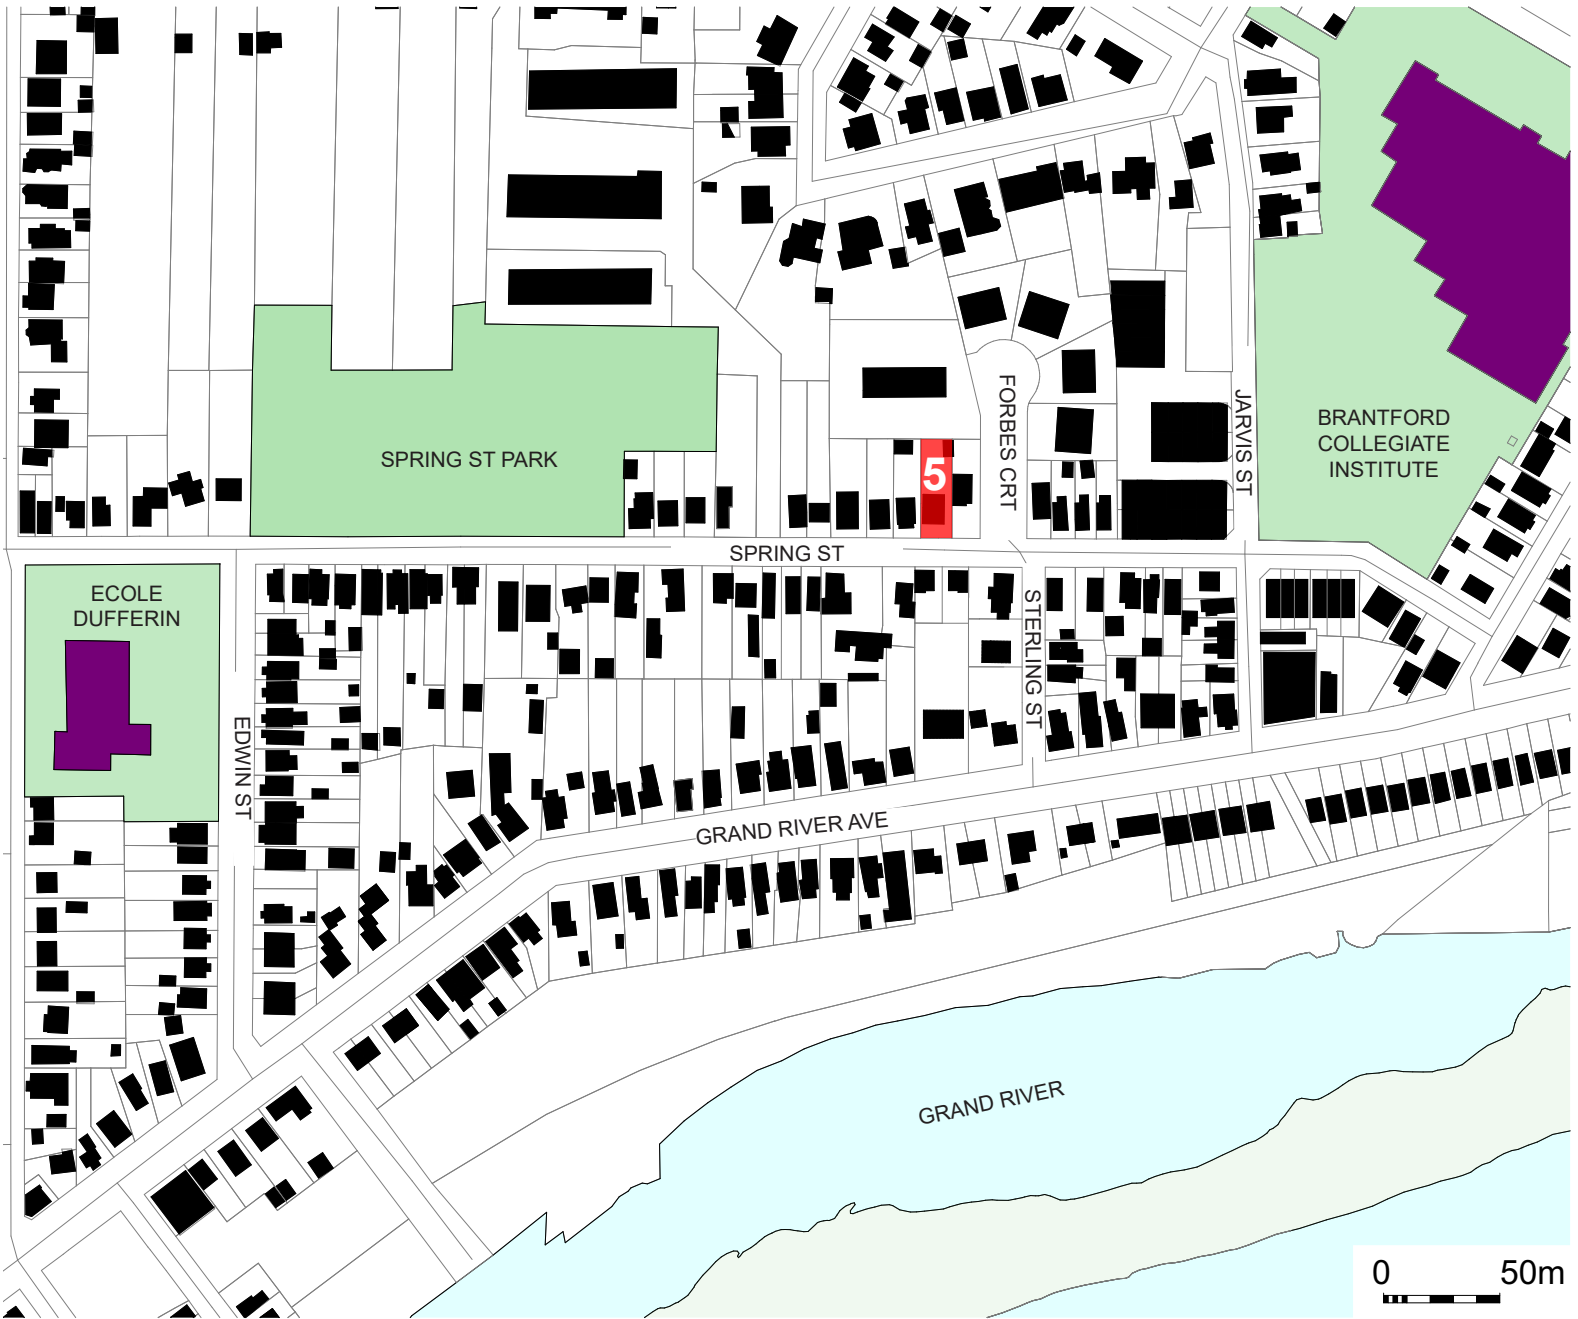 FORBES CRT
JARVIS ST
BRANTFORD
COLLEGIATE
INSTITUTE
SPRING ST PARK
5
SPRING ST
ECOLE
DUFFERIN
STERLING ST
EDWIN ST
GRAND RIVER AVE
GRAND RIVER
0 50m